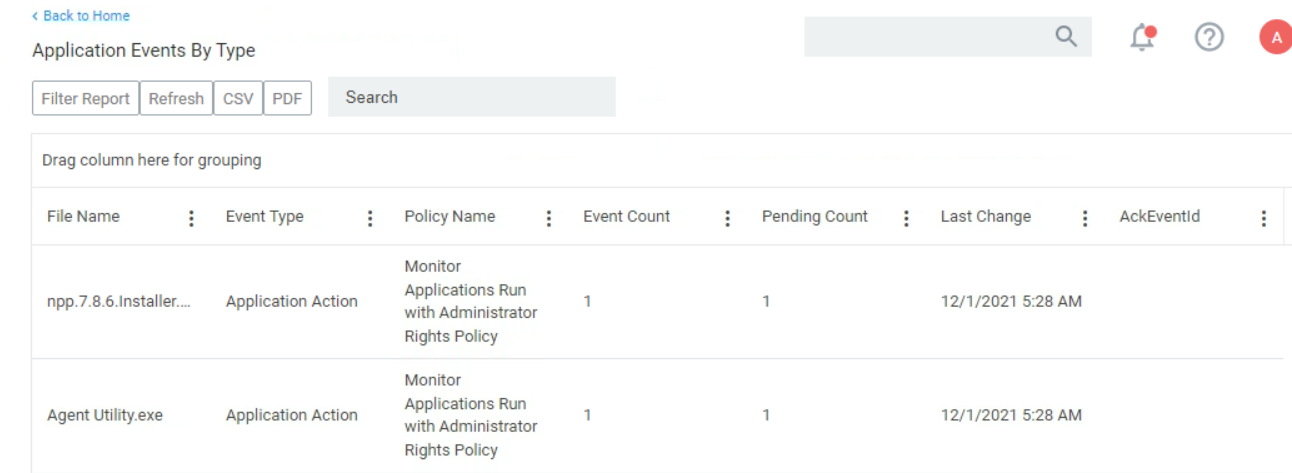 Back to Home
Application Events By Type
A
Filter Report Refresh CSV PDF Search
Drag column here for grouping
File Name Event Type Policy Name Event Count Pending Count Last Change AckEventId
Monitor
Applications Run
npp.7.8.6.Installer.... Application Action with Administrator 1 1 12/1/2021 5:28 AM
Rights Policy
Monitor
Applications Run
Agent Utility.exe Application Action with Administrator 1 1 12/1/2021 5:28 AM
Rights Policy